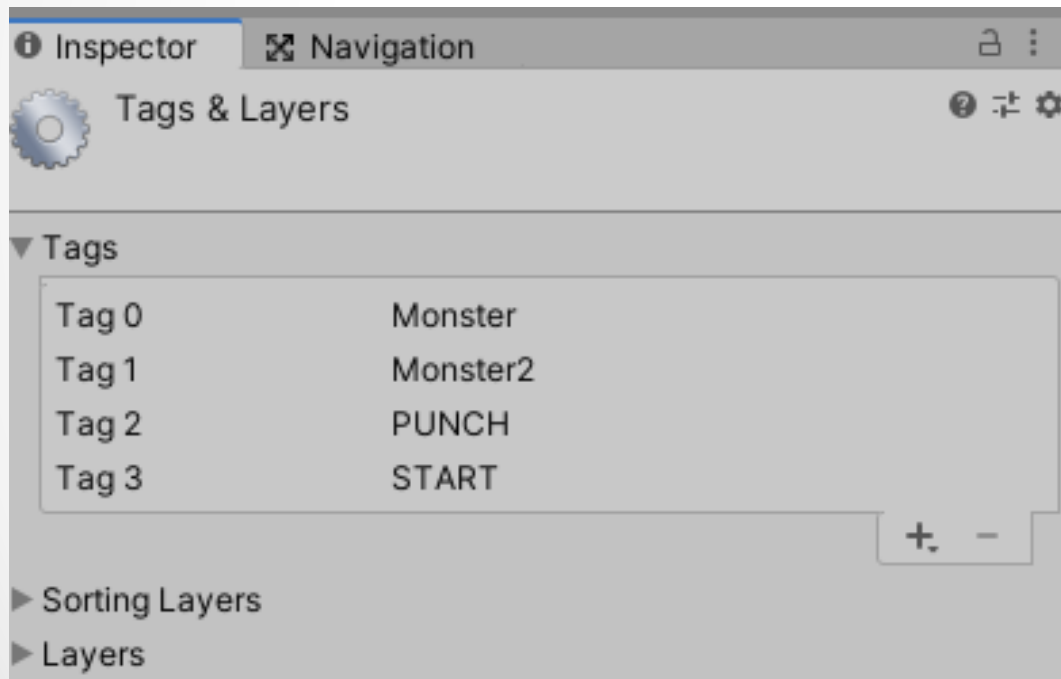 Inspector Navigation
Tags & Layers
Tags
Tag 0 Monster
Tag 1 Monster2
Tag 2 PUNCH
Tag 3 START
Sorting Layers
Layers